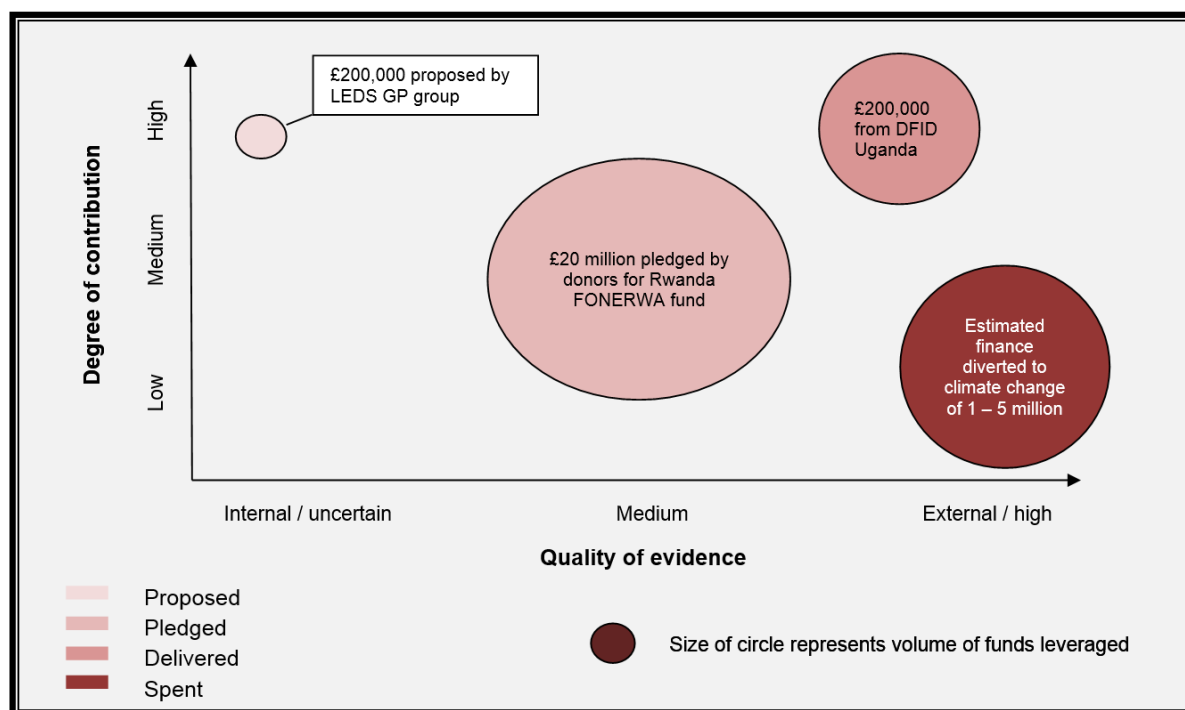 £200,000 proposed by
LEDS GP group
£200,000
from DFID
Uganda
£20 million pledged by
donors for Rwanda
FONERWA fund
Estimated
finance
diverted to
climate change
of 1 – 5 million
Degree of contribution
High
Medium
Low
Internal / uncertain
Medium
External / high
Quality of evidence
Proposed
Pledged
Delivered
Spent
Size of circle represents volume of funds leveraged